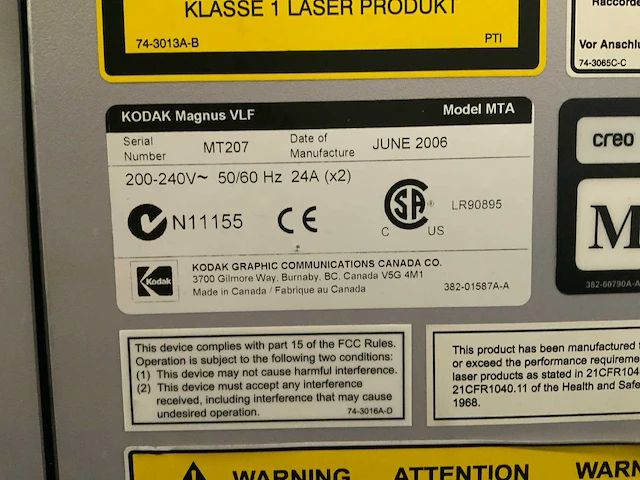 KLASSE 1 LASER PRODUKT
74-3013A-B PTI
Vor
74-3065C-C
KODAK Magnus VLF Model MTA
Serial Number MT207 Date of Manufacture JUNE 2006
200-240V~ 50/60 Hz 24A (x2)
N11155 CE CSA® C US LR90895
Kodak
KODAK GRAPHIC COMMUNICATIONS CANADA CO.
3700 Gilmore Way, Burnaby, BC, Canada V5G 4M1
Made in Canada / Fabrique au Canada 382-01587A-A
creo
M
382-60790A-A
This device complies with part 15 of the FCC Rules.
Operation is subject to the following two conditions:
(1) This device may not cause harmful interference.
(2) This device must accept any interference
received, including interference that may cause
undesired operation. 74-3016A-D
This product has been manufactured
or exceed the performance
laser products as stated in
21CFR1040.11 of the Health and
1968.
WARNING ATTENTION